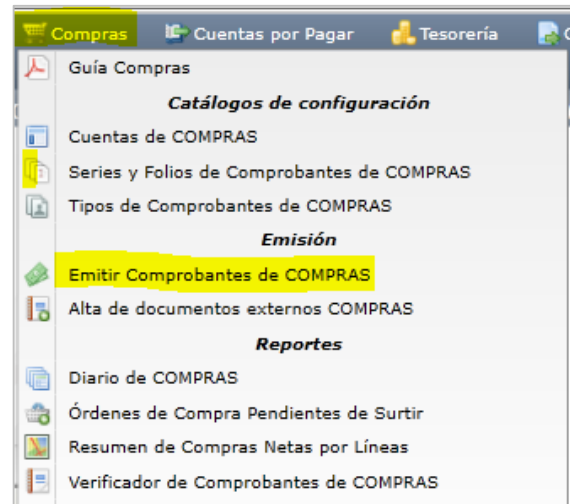 Compras Cuentas por Pagar Tesorería
Guía Compras
Catálogos de configuración
Cuentas de COMPRAS
Series y Folios de Comprobantes de COMPRAS
Tipos de Comprobantes de COMPRAS
Emisión
Emitir Comprobantes de COMPRAS
Alta de documentos externos COMPRAS
Reportes
Diario de COMPRAS
Órdenes de Compra Pendientes de Surtir
Resumen de Compras Netas por Líneas
Verificador de Comprobantes de COMPRAS